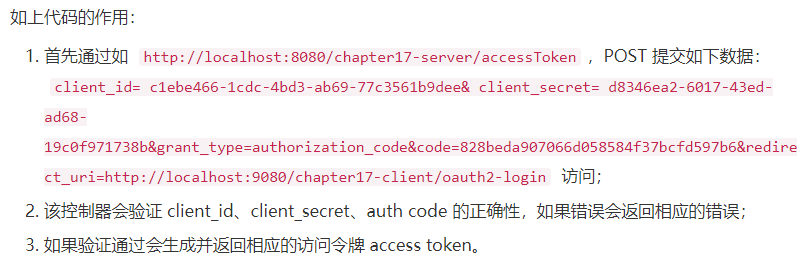 如上代码的作用：
1. 首先通过如 http://localhost:8080/chapter17-server/accessToken ，POST 提交如下数据：
client_id= c1ebe466-1cdc-4bd3-ab69-77c3561b9dee& client_secret= d8346ea2-6017-43ed-
ad68-
19c0f971738b&grant_type=authorization_code&code=828beda907066d058584f37bcfd597b6&redire
ct_uri=http://localhost:9080/chapter17-client/oauth2-login 访问；
2. 该控制器会验证 client_id、client_secret、auth code 的正确性，如果错误会返回相应的错误；
3. 如果验证通过会生成并返回相应的访问令牌 access token。